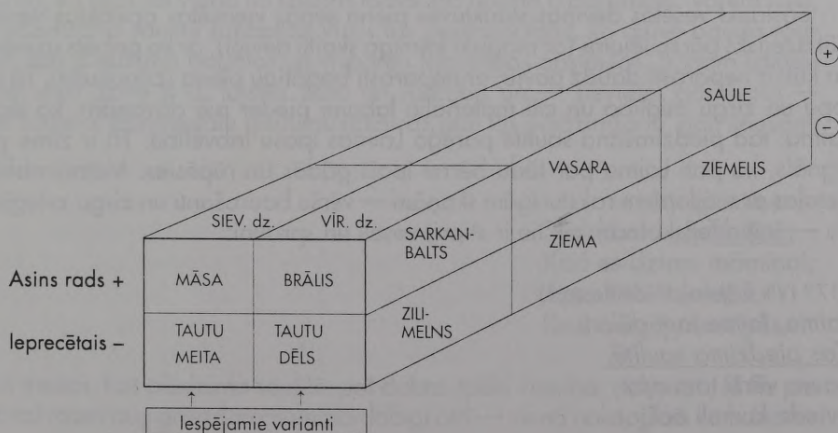 +
SAULE
−
VASARA
ZIEMELIS
SIEV. dz.
VĪR. dz.
SARKAN-
BALTS
ZIEMA
Asins rads +
MĀSA
BRĀLIS
ZILI-
MELNS
Ieprecētais −
TAUTU
MEITA
TAUTU
DĒLS
Iespējamie varianti